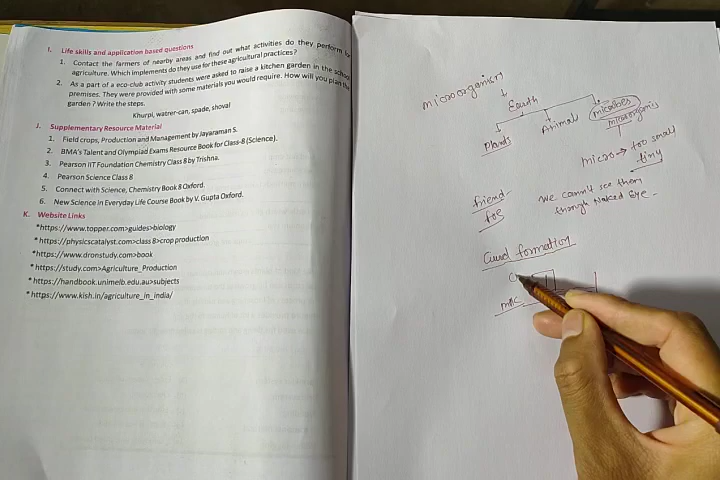 I. Life skills and application based questions
1. Contact the farmers of nearby areas and find out what activities do they perform for
agriculture. Which implements do they use for these agricultural practices?
2. As a part of a eco-club activity students were asked to raise a kitchen garden in the school
premises. They were provided with some materials you would require. How will you plan the
garden ? Write the steps.
Khurpi, watrer-can, spade, shoval
J. Supplementary Resource Material
1. Field crops, Production and Management by Jayaraman S.
2. BMA's Talent and Olympiad Exams Resource Book for Class-8 (Science).
3. Pearson IIT Foundation Chemistry Class 8 by Trishna.
4. Pearson Science Class 8
5. Connect with Science, Chemistry Book 8 Oxford.
6. New Science in Everyday Life Course Book by V. Gupta Oxford.
K. Website Links
*https://www.topper.com>guides>biology
*https://physicscatalyst.com>class 8>crop production
*https://www.dronstudy.com>book
*https://study.com>Agriculture_Production
*https://handbook.unimelb.edu.au>subjects
*https://www.kish.in/agriculture_in_india/
microorganism
Earth
Plants
Animal
microbes
microorganis
micro→ too small
tiny
friend-
foe
we cann't see them
through Naked Eye-
Curd formation